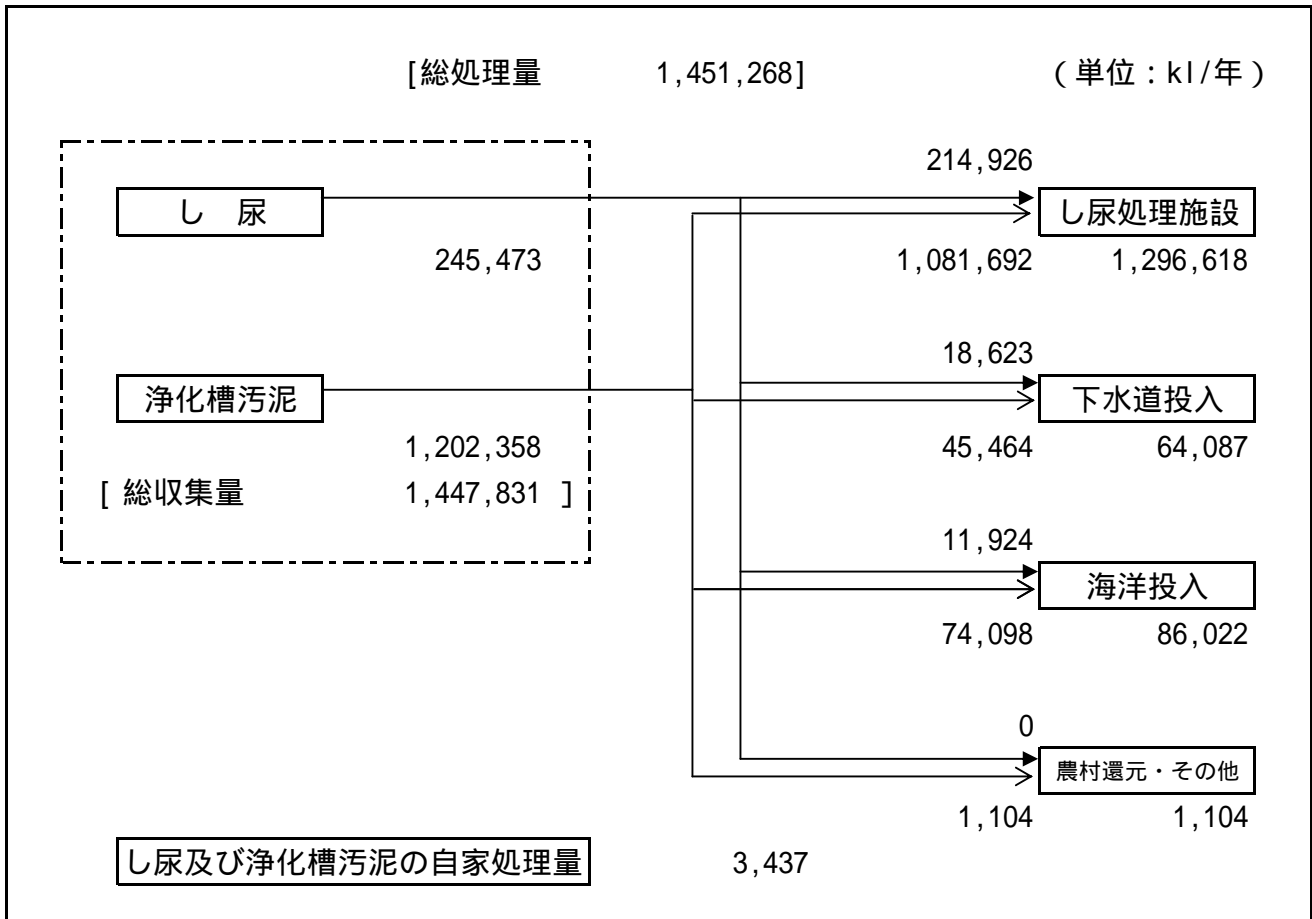 [総処理量 1,451,268] (単位:kl/年)
214,926
し 尿 し尿処理施設
245,473 1,081,692 1,296,618
18,623
浄化槽汚泥 下水道投入
1,202,358 45,464 64,087
[ 総収集量 1,447,831 ]
11,924
海洋投入
74,098 86,022
0
農村還元・その他
1,104 1,104
し尿及び浄化槽汚泥の自家処理量 3,437